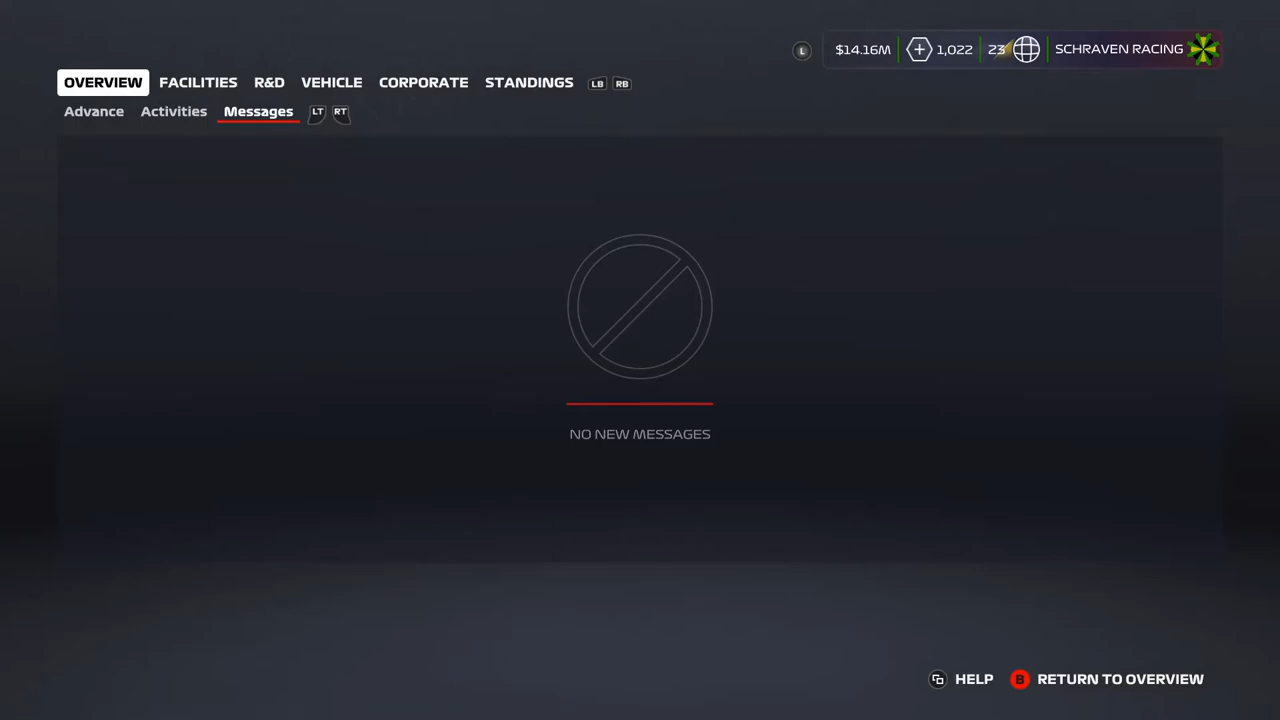 L $14.16M 1,022 23 SCHRAVEN RACING
OVERVIEW FACILITIES R&D VEHICLE CORPORATE STANDINGS LB RB
Advance Activities Messages LT RT
NO NEW MESSAGES
HELP B RETURN TO OVERVIEW